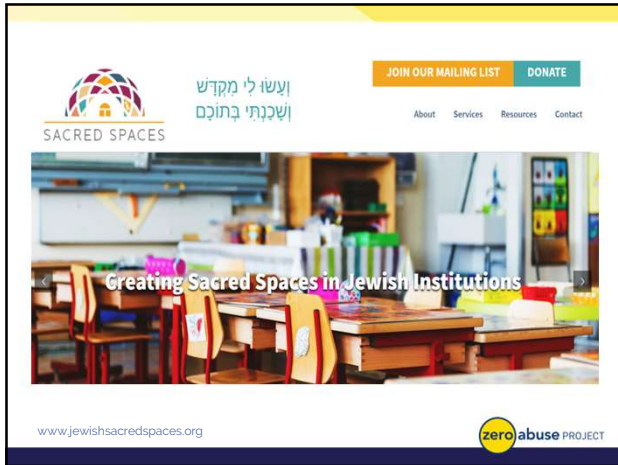 JOIN OUR MAILING LIST
DONATE
וְעָשׂוּ לִי מִקְדָּשׁ
וְשָׁכַנְתִּי בְּתוֹכָם
About Services Resources Contact
SACRED SPACES
Creating Sacred Spaces in Jewish Institutions
www.jewishsacredspaces.org
zero abuse PROJECT